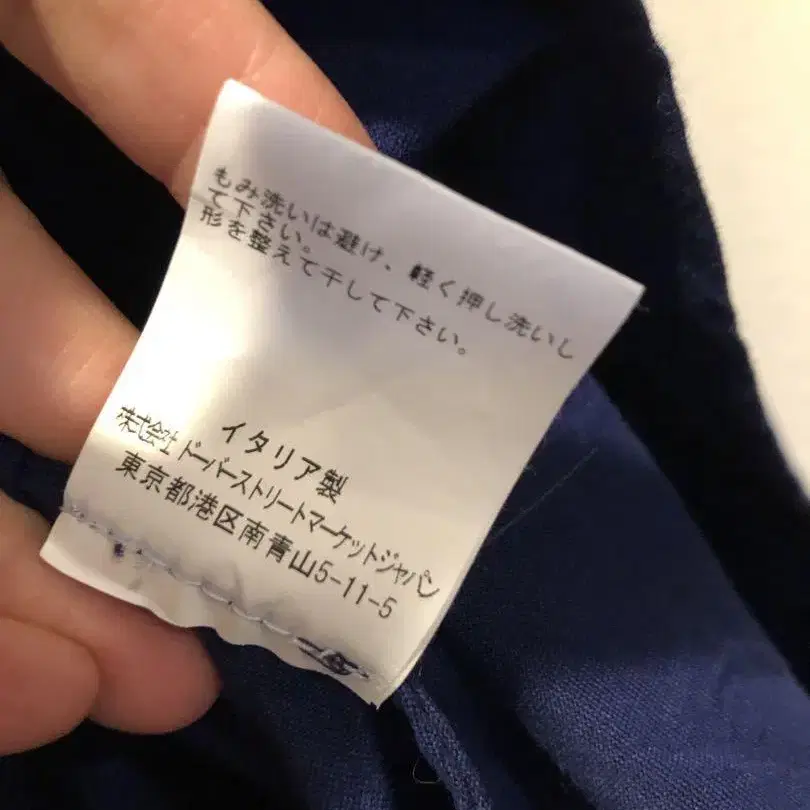 もみ洗いは避け、軽く押し洗いし
て下さい。
形を整えて干して下さい。
イタリア製
株式会社ドーバーストリートマーケットジャパン
東京都港区南青山5-11-5